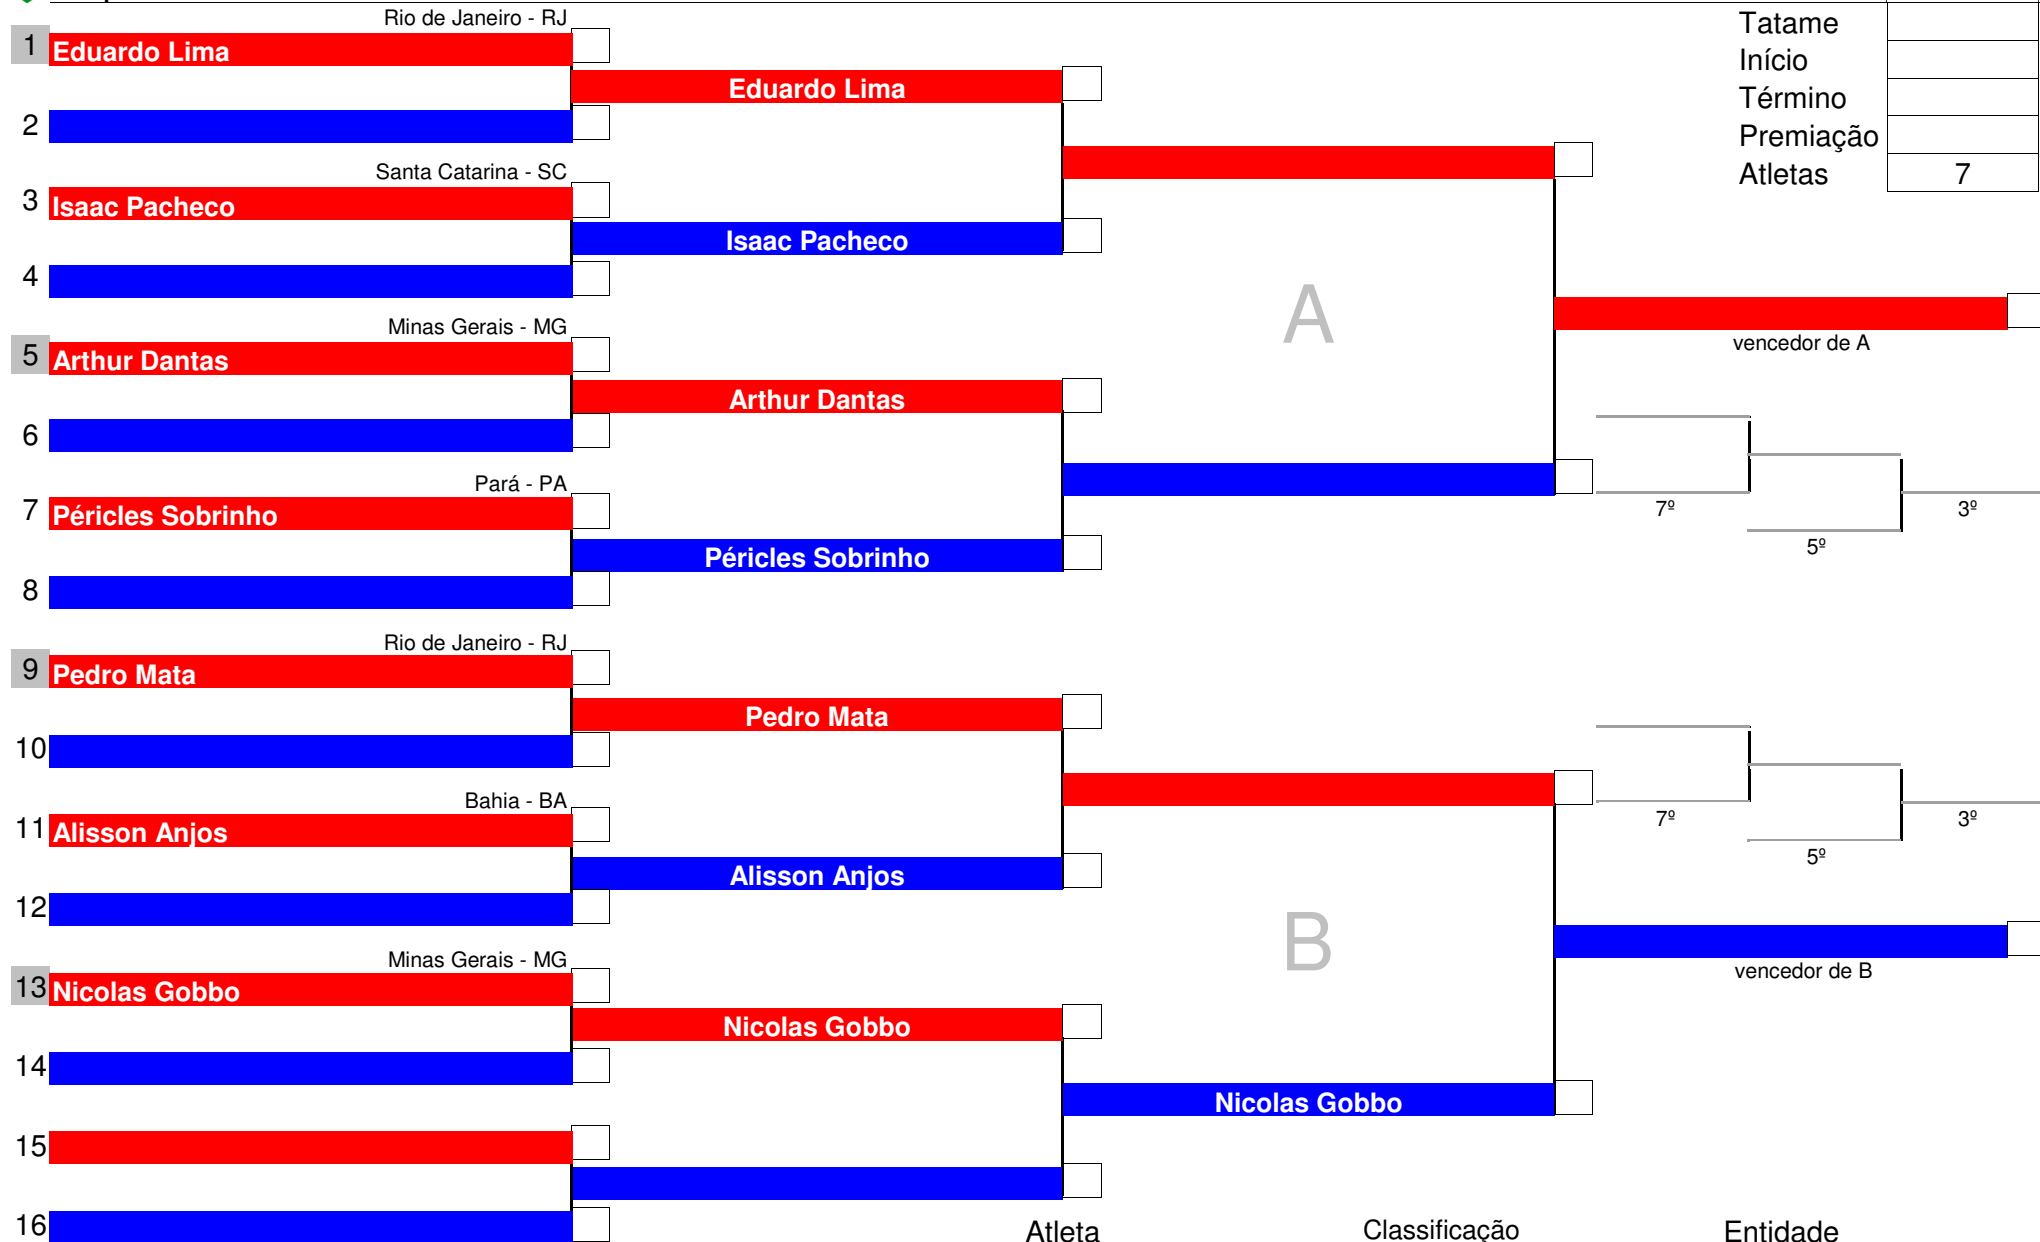 Rio de Janeiro - RJ
1 Eduardo Lima
Eduardo Lima
2
Santa Catarina - SC
3 Isaac Pacheco
Isaac Pacheco
4
Minas Gerais - MG
5 Arthur Dantas
Arthur Dantas
6
Pará - PA
7 Péricles Sobrinho
Péricles Sobrinho
8
Rio de Janeiro - RJ
9 Pedro Mata
Pedro Mata
10
Bahia - BA
11 Alisson Anjos
Alisson Anjos
12
Minas Gerais - MG
13 Nicolas Gobbo
Nicolas Gobbo
14
Nicolas Gobbo
15
16
A
B
Tatame
Início
Término
Premiação
Atletas 7
vencedor de A
7º
3º
5º
7º
3º
5º
vencedor de B
Atleta Classificação Entidade